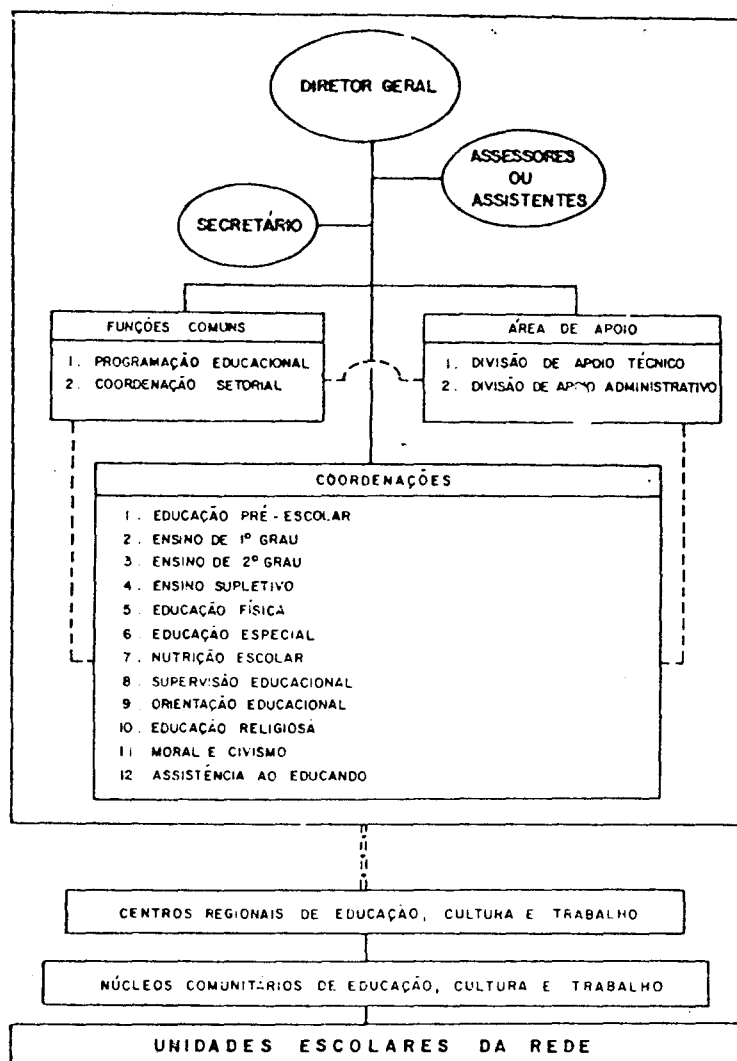 DIRETOR GERAL
ASSESSORES
OU
ASSISTENTES
SECRETÁRIO
FUNÇÕES COMUNS
1. PROGRAMAÇÃO EDUCACIONAL
2. COORDENAÇÃO SETORIAL
ÁREA DE APOIO
1. DIVISÃO DE APOIO TÉCNICO
2. DIVISÃO DE APOIO ADMINISTRATIVO
COORDENAÇÕES
1. EDUCAÇÃO PRÉ-ESCOLAR
2. ENSINO DE 1º GRAU
3. ENSINO DE 2º GRAU
4. ENSINO SUPLETIVO
5. EDUCAÇÃO FÍSICA
6. EDUCAÇÃO ESPECIAL
7. NUTRIÇÃO ESCOLAR
8. SUPERVISÃO EDUCACIONAL
9. ORIENTAÇÃO EDUCACIONAL
10. EDUCAÇÃO RELIGIOSA
11. MORAL E CIVISMO
12 ASSISTÊNCIA AO EDUCANDO
CENTROS REGIONAIS DE EDUCAÇÃO, CULTURA E TRABALHO
NÚCLEOS COMUNITÁRIOS DE EDUCAÇÃO, CULTURA E TRABALHO
UNIDADES ESCOLARES DA REDE